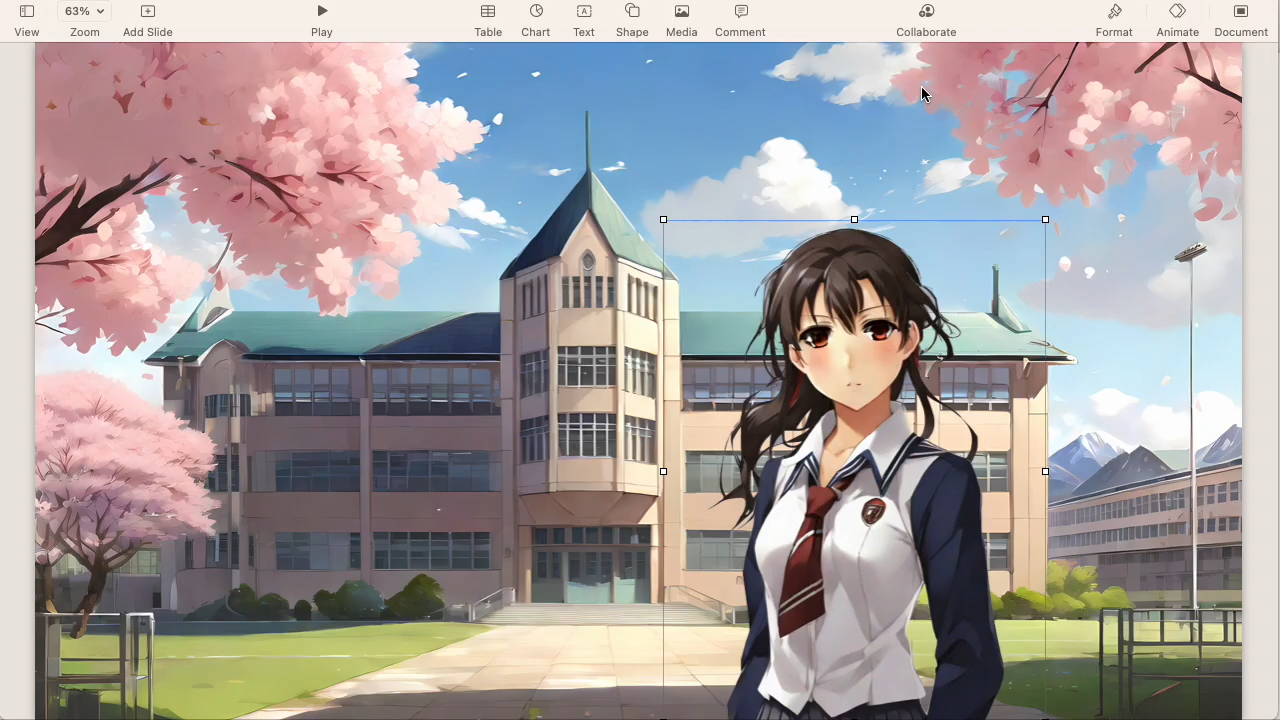 63%
View
Zoom
Add Slide
Play
Table
Chart
Text
Shape
Media
Comment
Collaborate
Format
Animate
Document